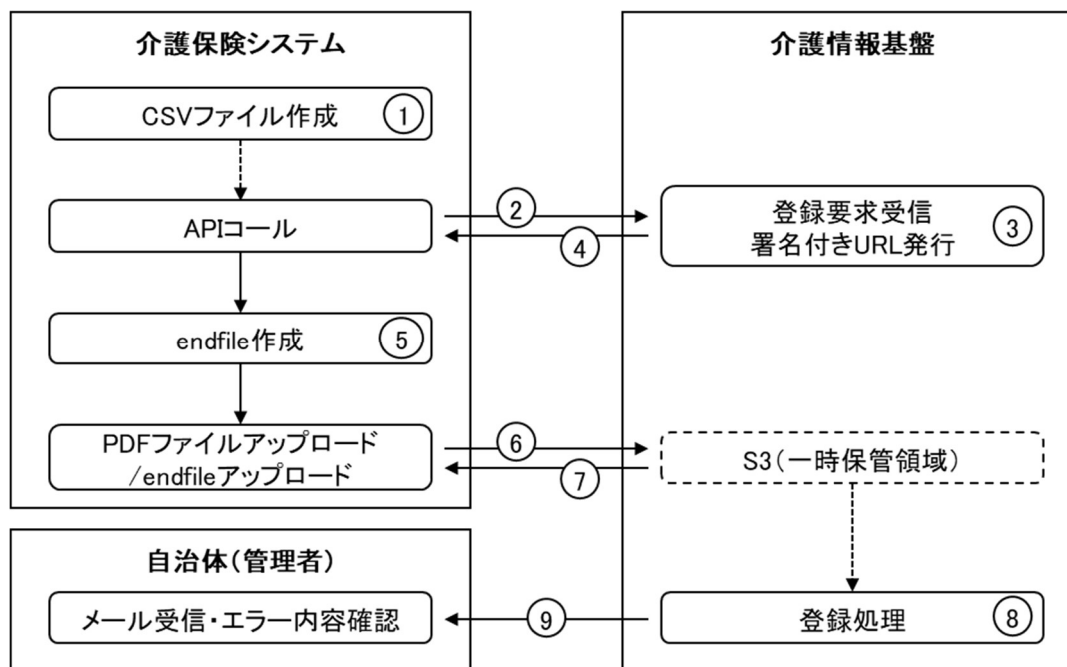 介護保険システム
CSVファイル作成 ①
APIコール
endfile作成 ⑤
PDFファイルアップロード
/endfileアップロード
②
④
⑥
⑦
介護情報基盤
登録要求受信
署名付きURL発行 ③
S3(一時保管領域)
登録処理 ⑧
自治体(管理者)
メール受信・エラー内容確認
⑨